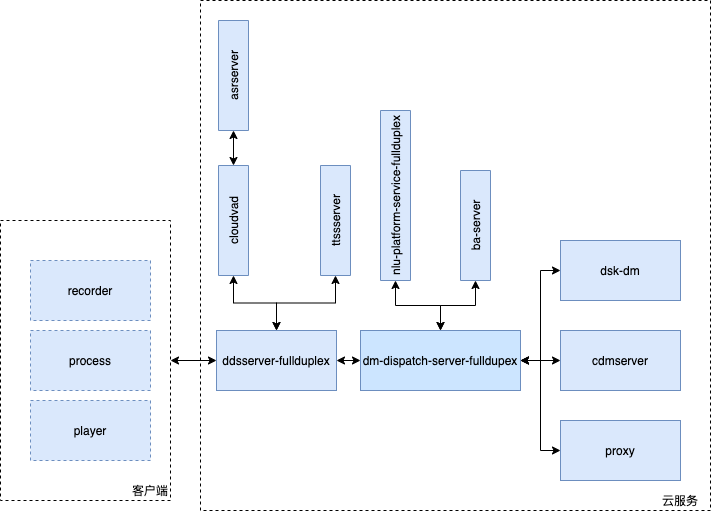 asrserver
cloudvad
ttssserver
nlu-platform-service-fullduplex
ba-server
recorder
process
player
客户端
ddsserver-fullduplex
dm-dispatch-server-fulldupex
dsk-dm
cdmserver
proxy
云服务